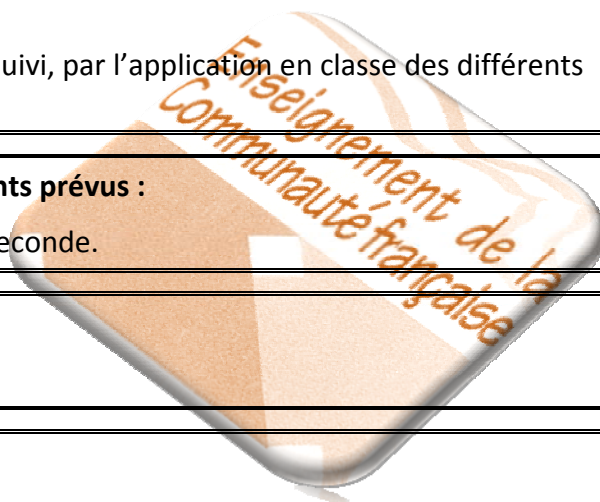 uivi, par l’application en classe des différents
nts prévus :
econde.
Enseignement de la
Communauté française